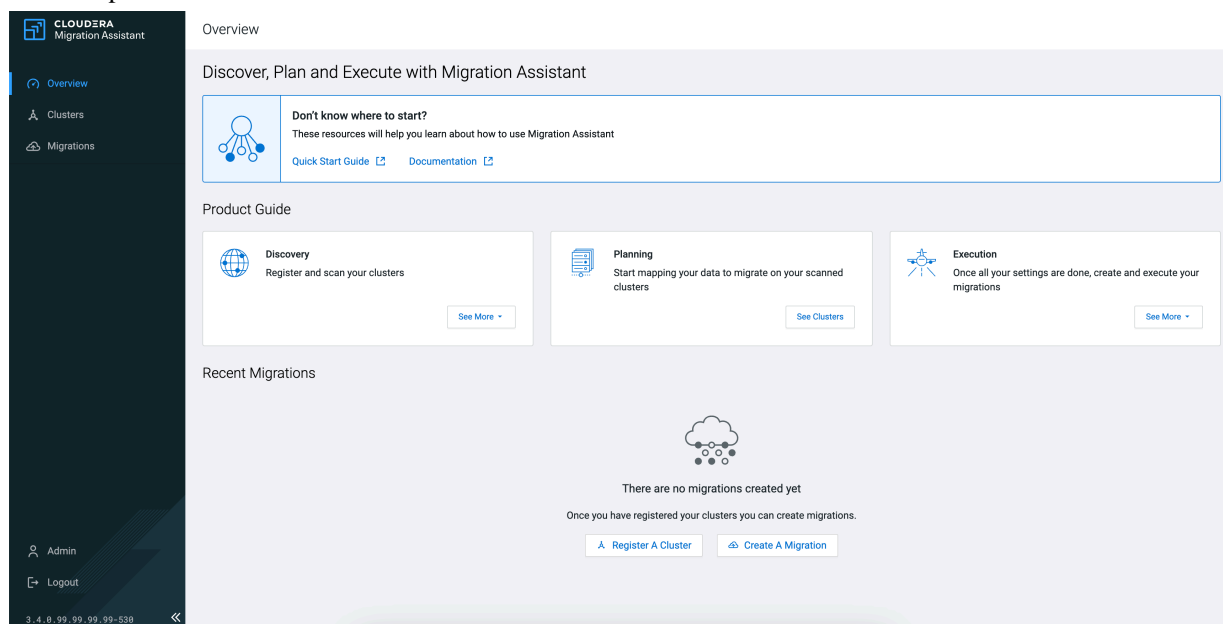 CLOUDERA
Migration Assistant
Overview
Clusters
Migrations
Admin
Logout
3.4.0.99.99.99.99-530
Overview
Discover, Plan and Execute with Migration Assistant
Don't know where to start?
These resources will help you learn about how to use Migration Assistant
Quick Start Guide
Documentation
Product Guide
Discovery
Register and scan your clusters
See More
Planning
Start mapping your data to migrate on your scanned
clusters
See Clusters
Execution
Once all your settings are done, create and execute your
migrations
See More
Recent Migrations
There are no migrations created yet
Once you have registered your clusters you can create migrations.
Register A Cluster
Create A Migration